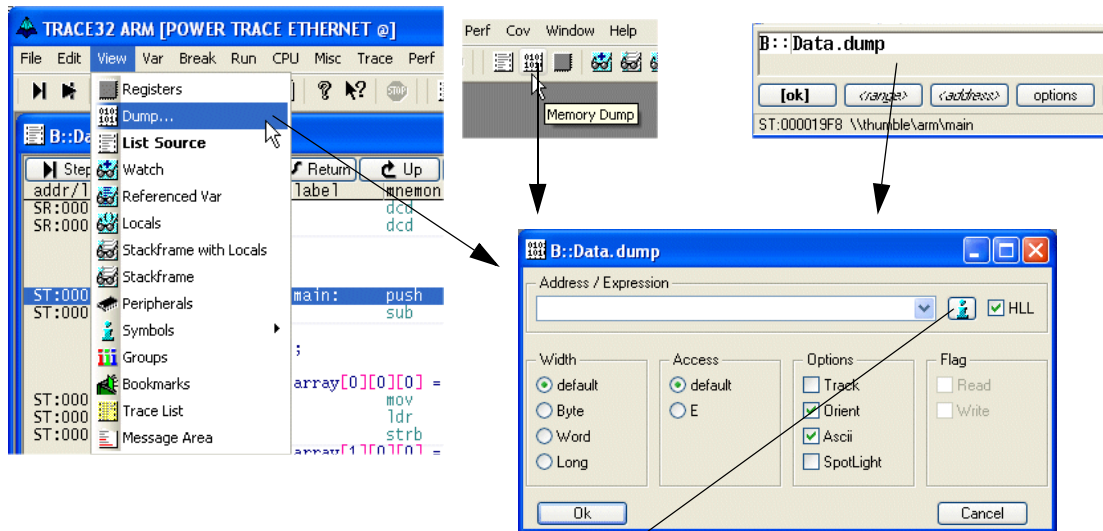 TRACE32 ARM [POWER TRACE ETHERNET @]
File Edit View Var Break Run CPU Misc Trace Perf
Registers
Dump...
List Source
Watch
Referenced Var
Locals
Stackframe with Locals
Stackframe
Peripherals
Symbols
Groups
Bookmarks
Trace List
Message Area
B::Da
Step
Return
Up
addr/l
label
mnemon
SR:000
dcd
SR:000
dcd
ST:000
main:
push
ST:000
sub
;
array[0][0][0] =
ST:000
mov
ST:000
ldr
ST:000
strb
array[1][0][0] =
Perf Cov Window Help
Memory Dump
B::Data.dump
[ok] <range> <address> options
ST:000019F8 \\thumble\arm\main
B::Data.dump
Address / Expression
HLL
Width
default
Byte
Word
Long
Access
default
E
Options
Track
Orient
Ascii
SpotLight
Flag
Read
Write
Ok
Cancel